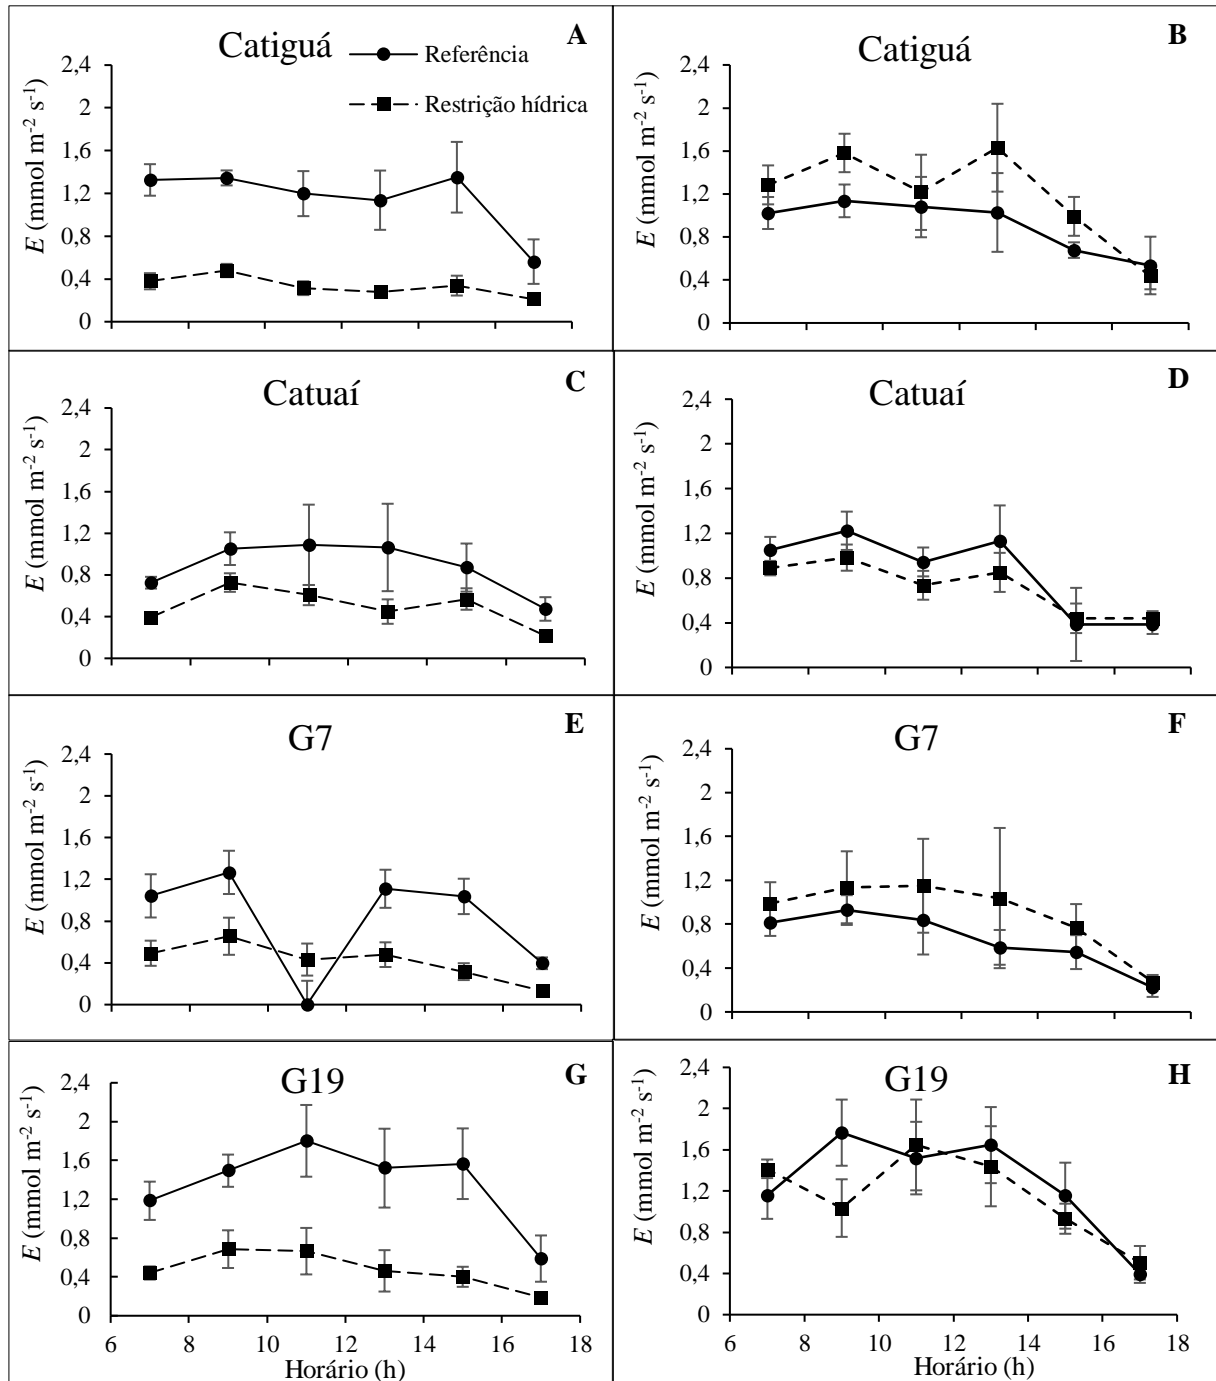 Catiguá
A
Referência
Restrição hídrica
E (mmol m-2 s-1)
2,4
2
1,6
1,2
0,8
0,4
0
Catiguá
B
E (mmol m-2 s-1)
2,4
2
1,6
1,2
0,8
0,4
0
Catuaí
C
E (mmol m-2 s-1)
2,4
2
1,6
1,2
0,8
0,4
0
Catuaí
D
E (mmol m-2 s-1)
2,4
2
1,6
1,2
0,8
0,4
0
G7
E
E (mmol m-2 s-1)
2,4
2
1,6
1,2
0,8
0,4
0
G7
F
E (mmol m-2 s-1)
2,4
2
1,6
1,2
0,8
0,4
0
G19
G
E (mmol m-2 s-1)
2,4
2
1,6
1,2
0,8
0,4
0
6 8 10 12 14 16 18
Horário (h)
G19
H
E (mmol m-2 s-1)
2,4
2
1,6
1,2
0,8
0,4
0
6 8 10 12 14 16 18
Horário (h)